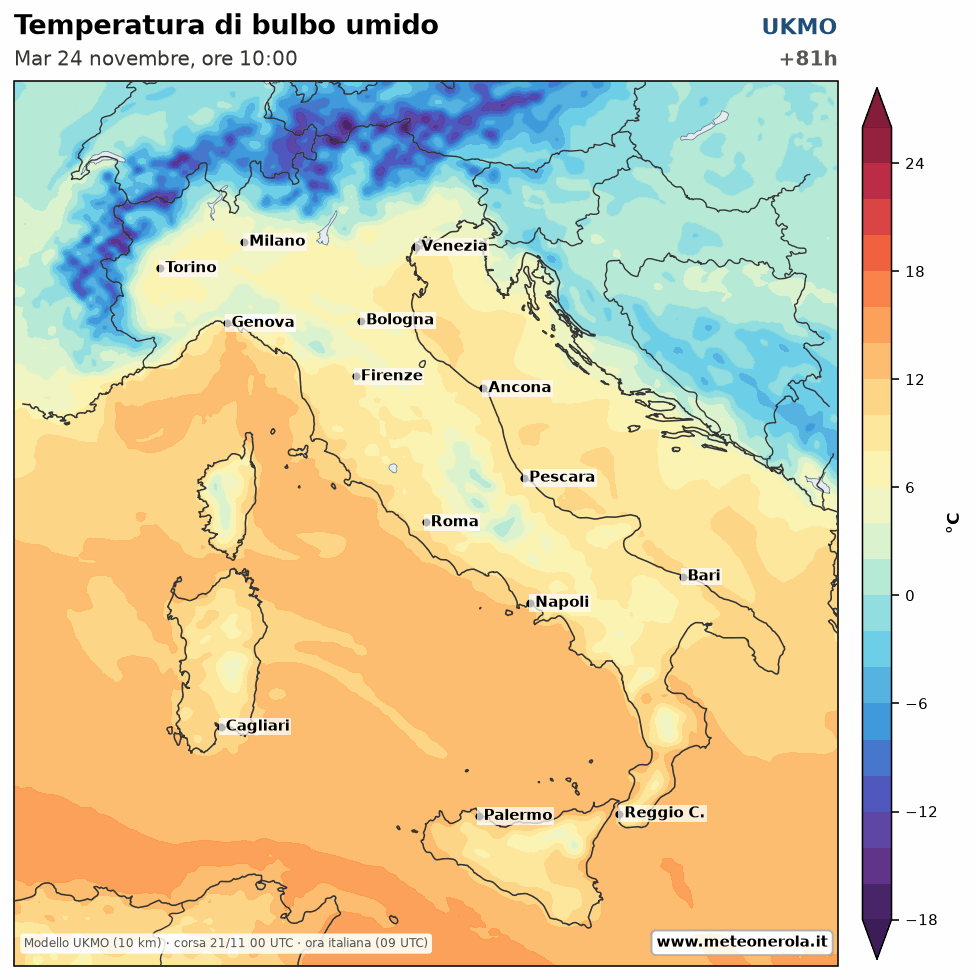 Temperatura di bulbo umido
UKMO
Mar 24 novembre, ore 10:00
+81h
Milano
Venezia
Torino
Genova
Bologna
Firenze
Ancona
Pescara
Roma
Bari
Napoli
Cagliari
Palermo
Reggio C.
24
18
12
6
0
−6
−12
−18
°C
Modello UKMO (10 km) · corsa 21/11 00 UTC · ora italiana (09 UTC)
www.meteonerola.it